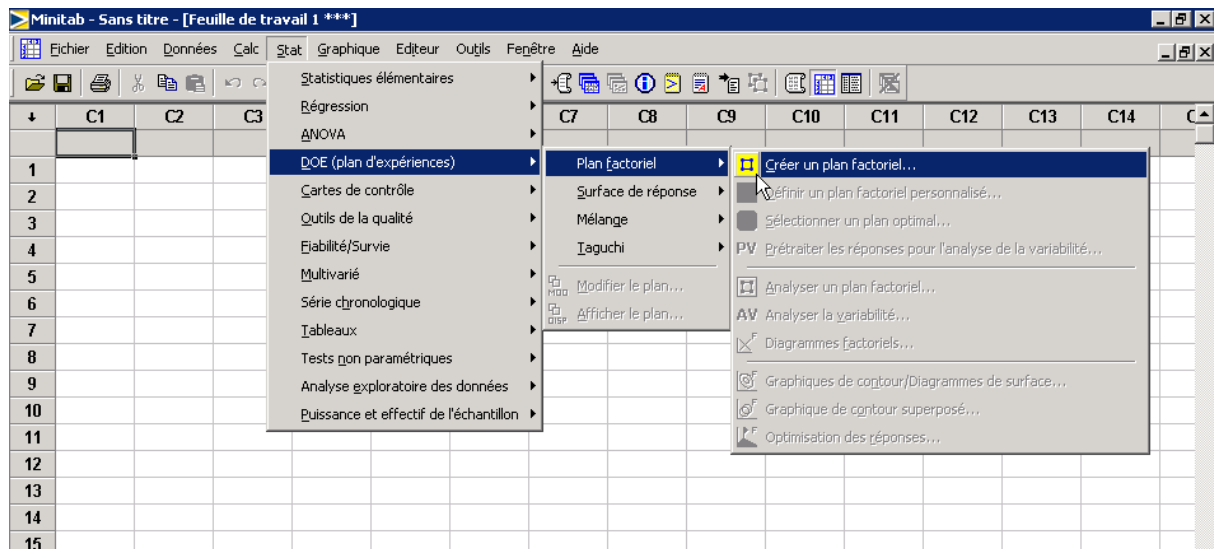 Minitab - Sans titre - [Feuille de travail 1 ***]
Fichier Edition Données Calc Stat Graphique Editeur Outils Fenêtre Aide
C1 C2 C3 C7 C8 C9 C10 C11 C12 C13 C14
Statistiques élémentaires
Régression
ANOVA
DOE (plan d'expériences)
Cartes de contrôle
Outils de la qualité
Fiabilité/Survie
Multivarié
Série chronologique
Tableaux
Tests non paramétriques
Analyse exploratoire des données
Puissance et effectif de l'échantillon
Plan factoriel
Surface de réponse
Mélange
Taguchi
MOD Modifier le plan...
DISP Afficher le plan...
Créer un plan factoriel...
Définir un plan factoriel personnalisé...
Sélectionner un plan optimal...
PV Prétraiter les réponses pour l'analyse de la variabilité...
Analyser un plan factoriel...
AV Analyser la variabilité...
F Diagrammes factoriels...
F Graphiques de contour/Diagrammes de surface...
F Graphique de contour superposé...
F Optimisation des réponses...
1
2
3
4
5
6
7
8
9
10
11
12
13
14
15